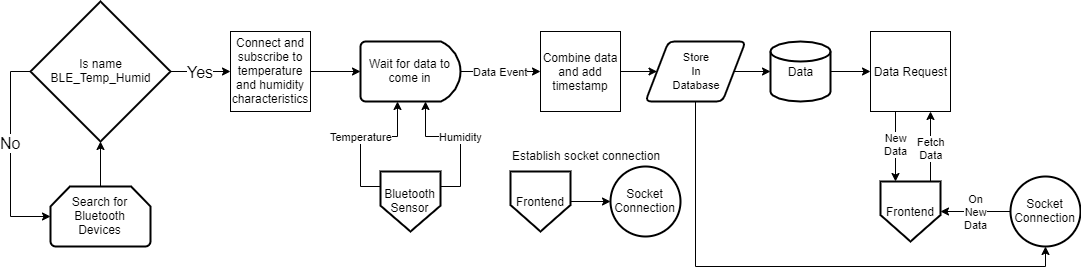 Is name
BLE_Temp_Humid
Yes
No
Search for
Bluetooth
Devices
Connect and
subscribe to
temperature
and humidity
characteristics
Wait for data to
come in
Data Event
Temperature
Humidity
Bluetooth
Sensor
Combine data
and add
timestamp
Store
In
Database
Data
Data Request
Establish socket connection
Frontend
Socket
Connection
New
Data
Fetch
Data
Frontend
On
New
Data
Socket
Connection